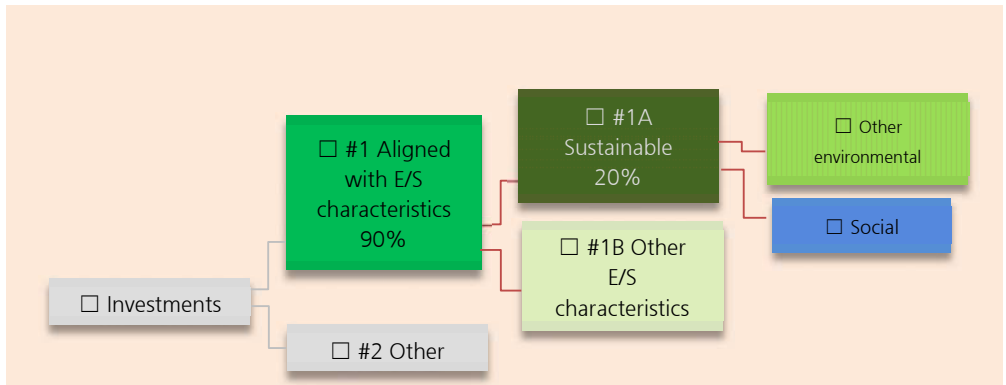 ☐ Investments
☐ #1 Aligned
with E/S
characteristics
90%
☐ #2 Other
☐ #1A
Sustainable
20%
☐ #1B Other
E/S
characteristics
☐ Other
environmental
☐ Social